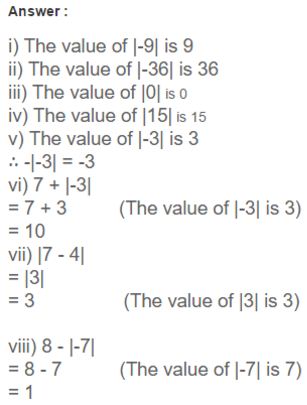 Answer :
i) The value of |-9| is 9
ii) The value of |-36| is 36
iii) The value of |0| is 0
iv) The value of |15| is 15
v) The value of |-3| is 3
∴ -|-3| = -3
vi) 7 + |-3|
= 7 + 3 (The value of |-3| is 3)
= 10
vii) |7 - 4|
= |3|
= 3 (The value of |3| is 3)
viii) 8 - |-7|
= 8 - 7 (The value of |-7| is 7)
= 1